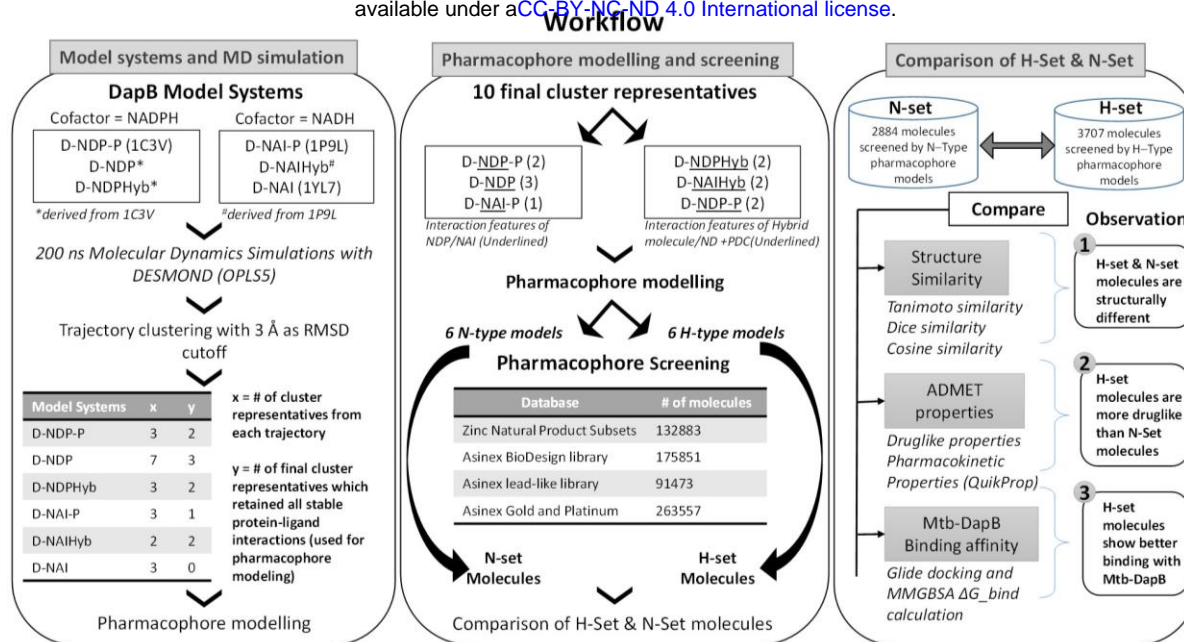 available under aCC-BY-NC-ND 4.0 International license.
Workflow
Model systems and MD simulation
DapB Model Systems
Cofactor = NADPH
D-NDP-P (1C3V)
D-NDP*
D-NDPHyb*
*derived from 1C3V
Cofactor = NADH
D-NAI-P (1P9L)
D-NAIHyb#
D-NAI (1YL7)
#derived from 1P9L
200 ns Molecular Dynamics Simulations with
DESMOND (OPLS5)
Trajectory clustering with 3 Å as RMSD
cutoff
Model Systems x y
D-NDP-P 3 2
D-NDP 7 3
D-NDPHyb 3 2
D-NAI-P 3 1
D-NAIHyb 2 2
D-NAI 3 0
x = # of cluster
representatives from
each trajectory
y = # of final cluster
representatives which
retained all stable
protein-ligand
interactions (used for
pharmacophore
modeling)
Pharmacophore modelling
Pharmacophore modelling and screening
10 final cluster representatives
D-NDP-P (2)
D-NDP (3)
D-NAI-P (1)
Interaction features of
NDP/NAI (Underlined)
D-NDPHyb (2)
D-NAIHyb (2)
D-NDP-P (2)
Interaction features of Hybrid
molecule/ND +PDC(Underlined)
Pharmacophore modelling
6 N-type models
6 H-type models
Pharmacophore Screening
Database # of molecules
Zinc Natural Product Subsets 132883
Asinex BioDesign library 175851
Asinex lead-like library 91473
Asinex Gold and Platinum 263557
N-set
Molecules
H-set
Molecules
Comparison of H-Set & N-Set molecules
Comparison of H-Set & N-Set
N-set
2884 molecules
screened by N–Type
pharmacophore
models
H-set
3707 molecules
screened by H–Type
pharmacophore
models
Compare
Observation
Structure
Similarity
Tanimoto similarity
Dice similarity
Cosine similarity
1
H-set & N-set
molecules are
structurally
different
ADMET
properties
Druglike properties
Pharmacokinetic
Properties (QuikProp)
2
H-set
molecules are
more druglike
than N-Set
molecules
Mtb-DapB
Binding affinity
Glide docking and
MMGBSA ΔG_bind
calculation
3
H-set
molecules
show better
binding with
Mtb-DapB